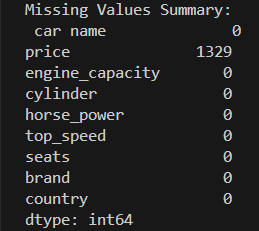 Missing Values Summary:
car name 0
price 1329
engine_capacity 0
cylinder 0
horse_power 0
top_speed 0
seats 0
brand 0
country 0
dtype: int64